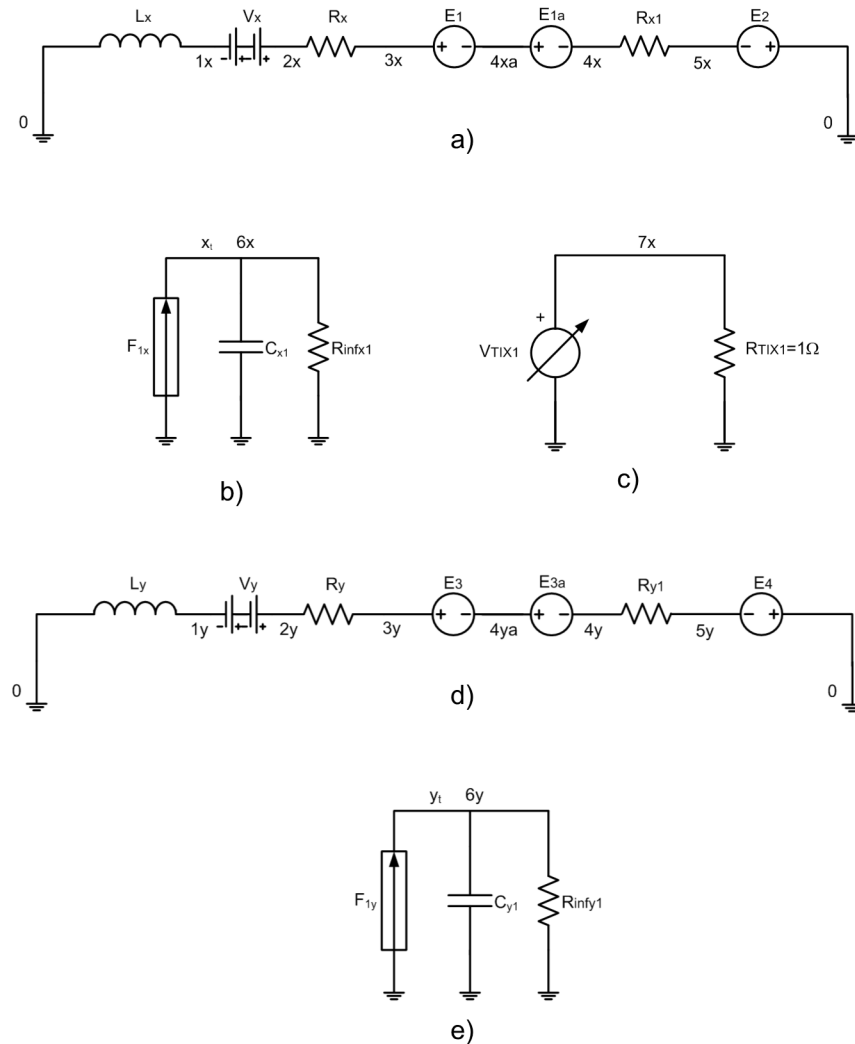 Lx Vx Rx E1 E1a Rx1 E2
1x - + - + 2x 3x + - 4xa + - 4x 5x - +
0 0
a)
xt 6x
F1x Cx1 Rinfx1
b)
7x
+
VTIX1 RTIX1=1Ω
c)
Ly Vy Ry E3 E3a Ry1 E4
1y - + - + 2y 3y + - 4ya + - 4y 5y - +
0 0
d)
yt 6y
F1y Cy1 Rinfy1
e)